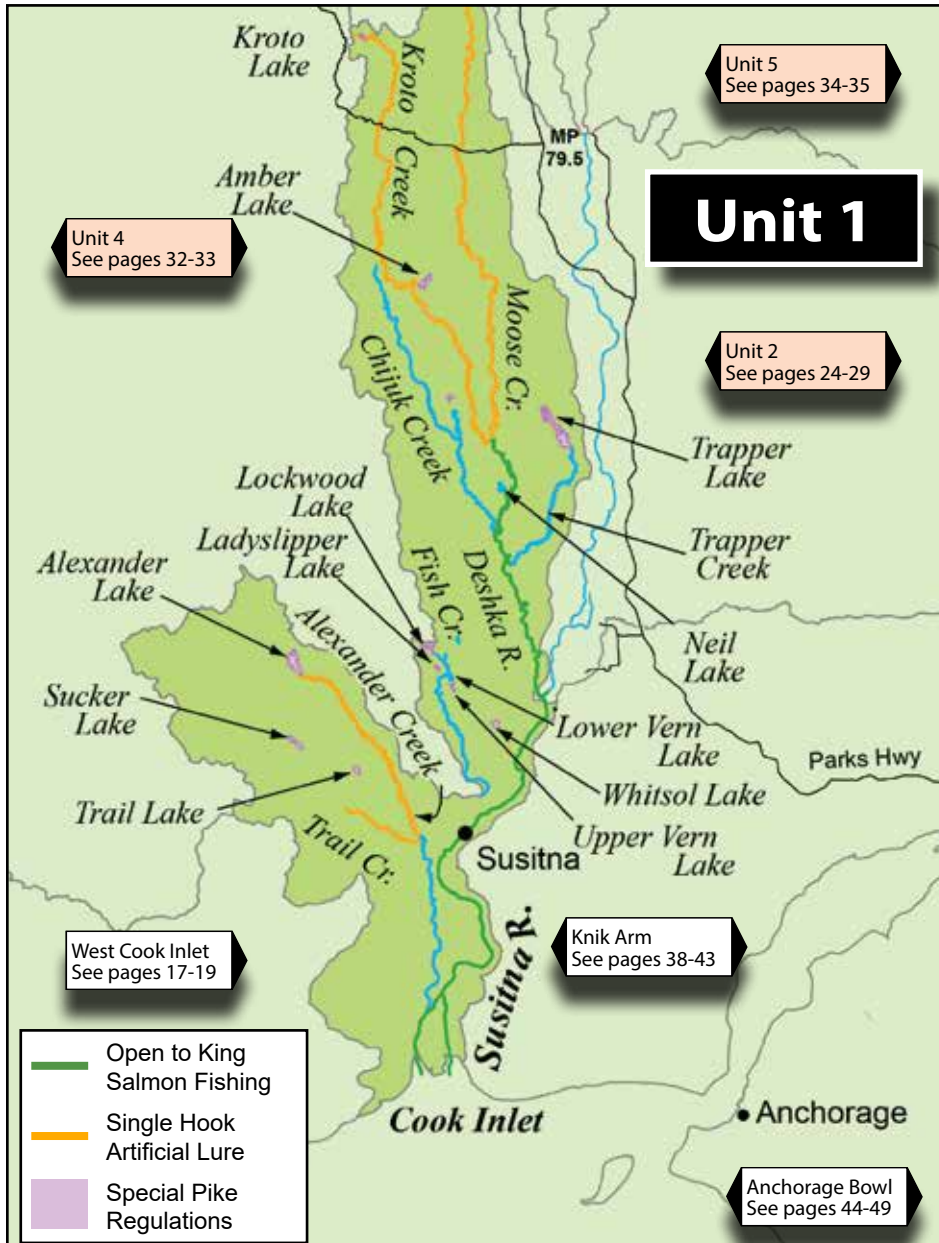 Kroto
Lake
Kroto
Creek
Unit 5
See pages 34-35
MP
79.5
Amber
Lake
Unit 1
Unit 4
See pages 32-33
Moose Cr.
Unit 2
See pages 24-29
Chijuk Creek
Trapper
Lake
Lockwood
Lake
Ladyslipper
Lake
Trapper
Creek
Alexander
Lake
Fish Cr.
Deshka R.
Neil
Lake
Alexander Creek
Sucker
Lake
Lower Vern
Lake
Parks Hwy
Whitsol Lake
Trail Lake
Upper Vern
Lake
Trail Cr.
Susitna
West Cook Inlet
See pages 17-19
Susitna R.
Knik Arm
See pages 38-43
Open to King
Salmon Fishing
Single Hook
Artificial Lure
Special Pike
Regulations
Cook Inlet
Anchorage
Anchorage Bowl
See pages 44-49